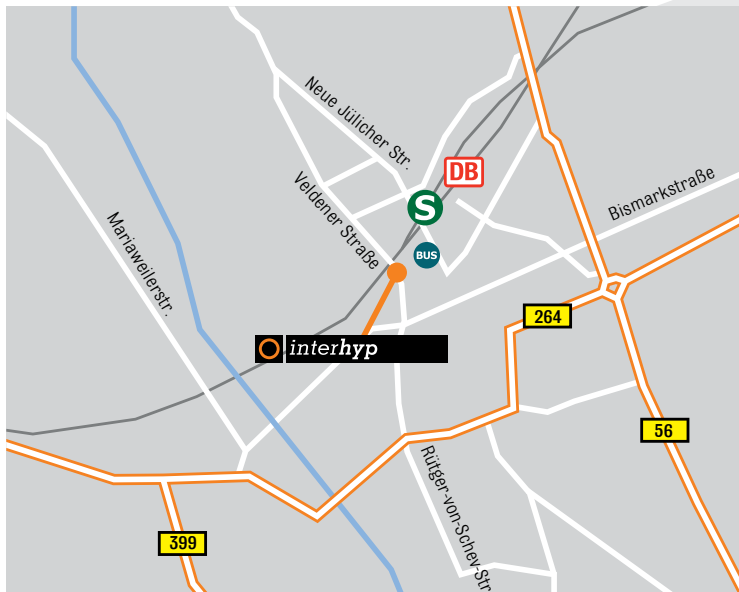 Neue Jülicher Str.
DB
S
Bismarkstraße
Veldener Straße
BUS
Mariaweilerstr.
264
interhyp
56
Rütger-von-Schev-Str
399